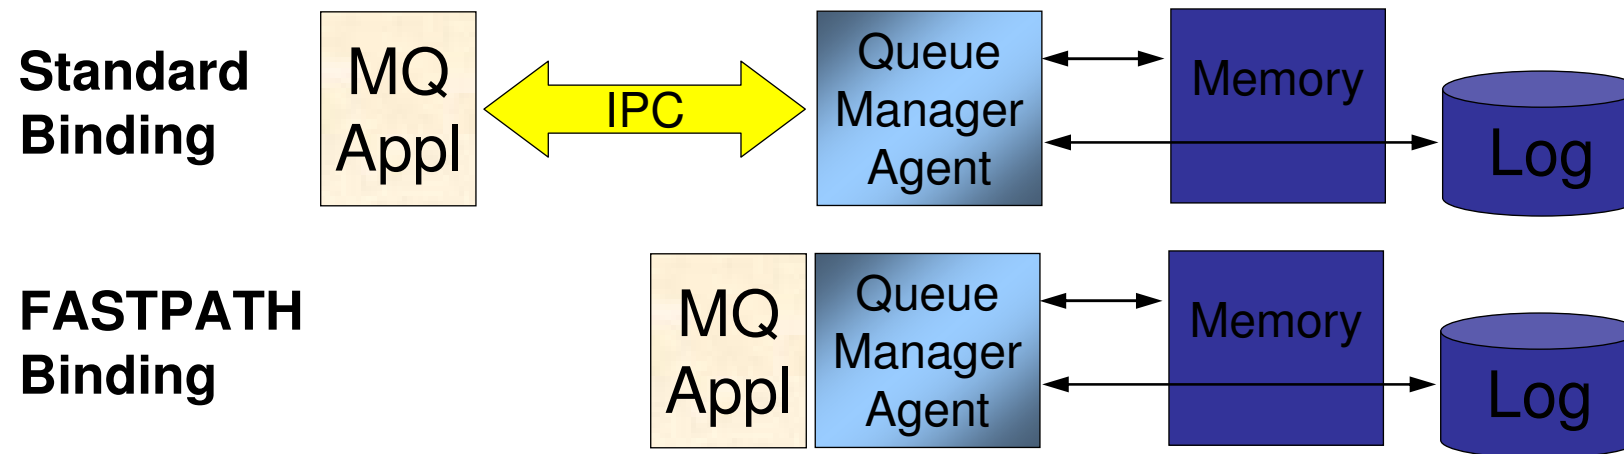 Standard
Binding
MQ
Appl
IPC
Queue
Manager
Agent
Memory
Log
FASTPATH
Binding
MQ
Appl
Queue
Manager
Agent
Memory
Log